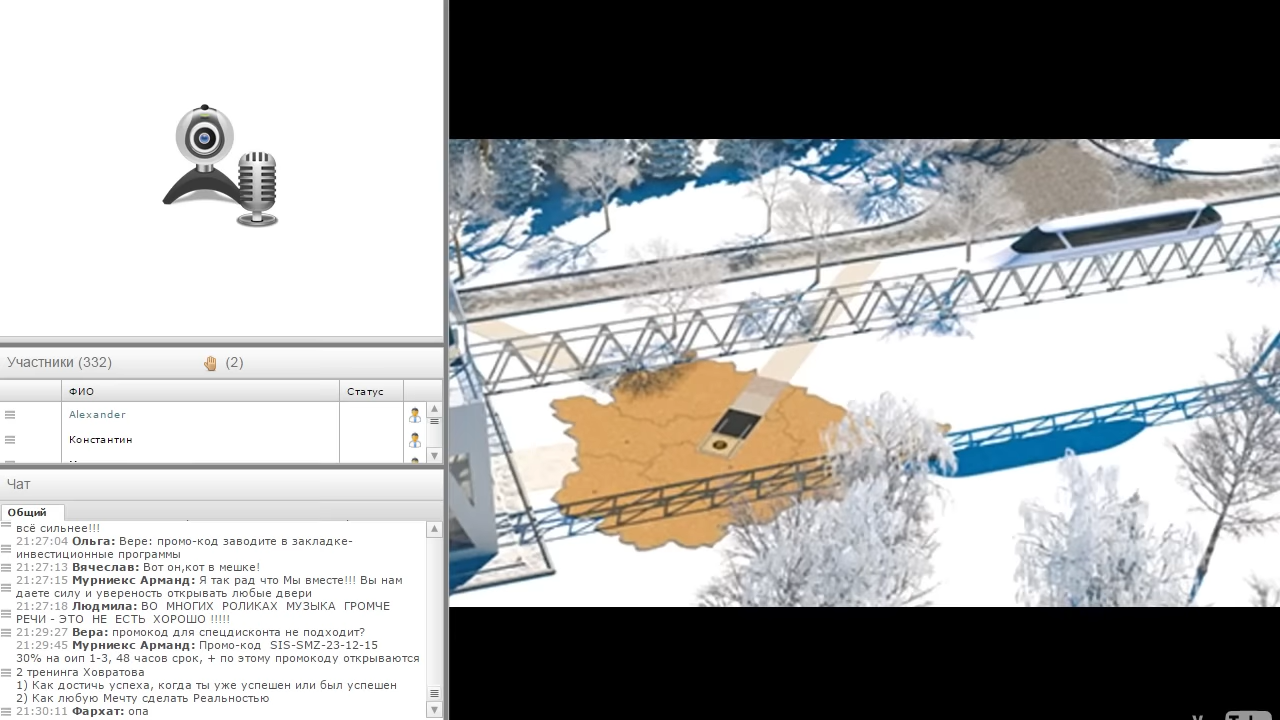 Участники (332) (2)
ФИО Статус
Alexander
Константин
Чат
Общий
всё сильнее!!!
21:27:04 Ольга: Вере: промо-код заводите в закладке-
инвестиционные программы
21:27:13 Вячеслав: Вот он,кот в мешке!
21:27:15 Мурниекс Арманд: Я так рад что Мы вместе!!! Вы нам
даете силу и увереность открывать любые двери
21:27:18 Людмила: ВО МНОГИХ РОЛИКАХ МУЗЫКА ГРОМЧЕ
РЕЧИ - ЭТО НЕ ЕСТЬ ХОРОШО !!!!!
21:29:27 Вера: промокод для спецдисконта не подходит?
21:29:45 Мурниекс Арманд: Промо-код SIS-SMZ-23-12-15
30% на оип 1-3, 48 часов срок, + по этому промокоду открываются
2 тренинга Ховратова
1) Как достичь успеха, когда ты уже успешен или был успешен
2) Как любую Мечту сделать Реальностью
21:30:11 Фархат: опа